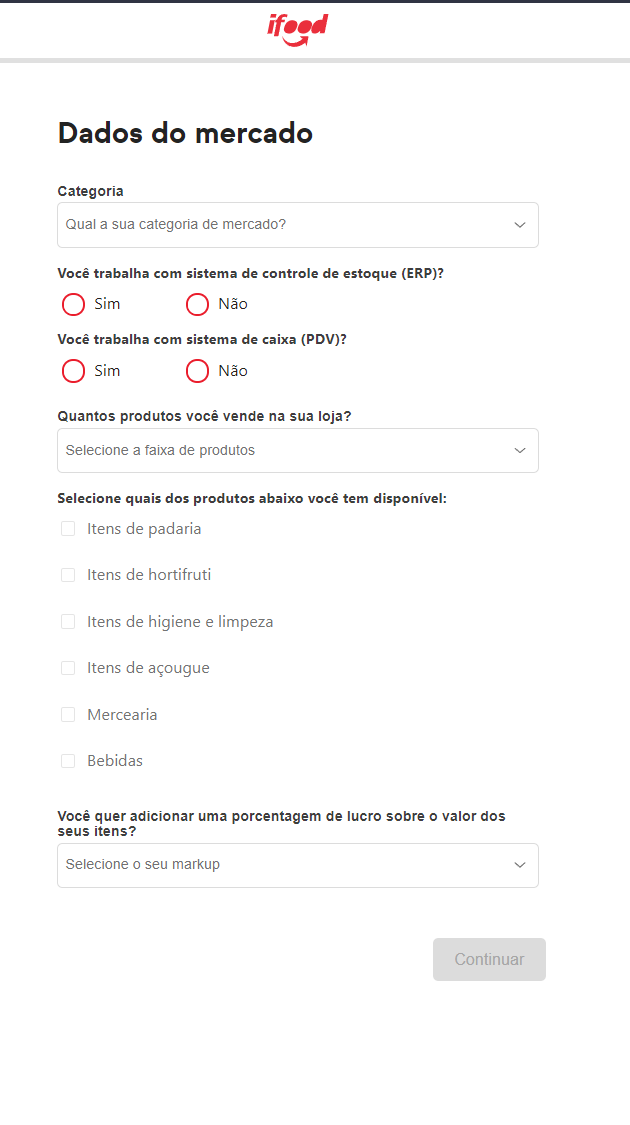 ifood
Dados do mercado
Categoria
Qual a sua categoria de mercado?
Você trabalha com sistema de controle de estoque (ERP)?
Sim Não
Você trabalha com sistema de caixa (PDV)?
Sim Não
Quantos produtos você vende na sua loja?
Selecione a faixa de produtos
Selecione quais dos produtos abaixo você tem disponível:
Itens de padaria
Itens de hortifruti
Itens de higiene e limpeza
Itens de açougue
Mercearia
Bebidas
Você quer adicionar uma porcentagem de lucro sobre o valor dos
seus itens?
Selecione o seu markup
Continuar